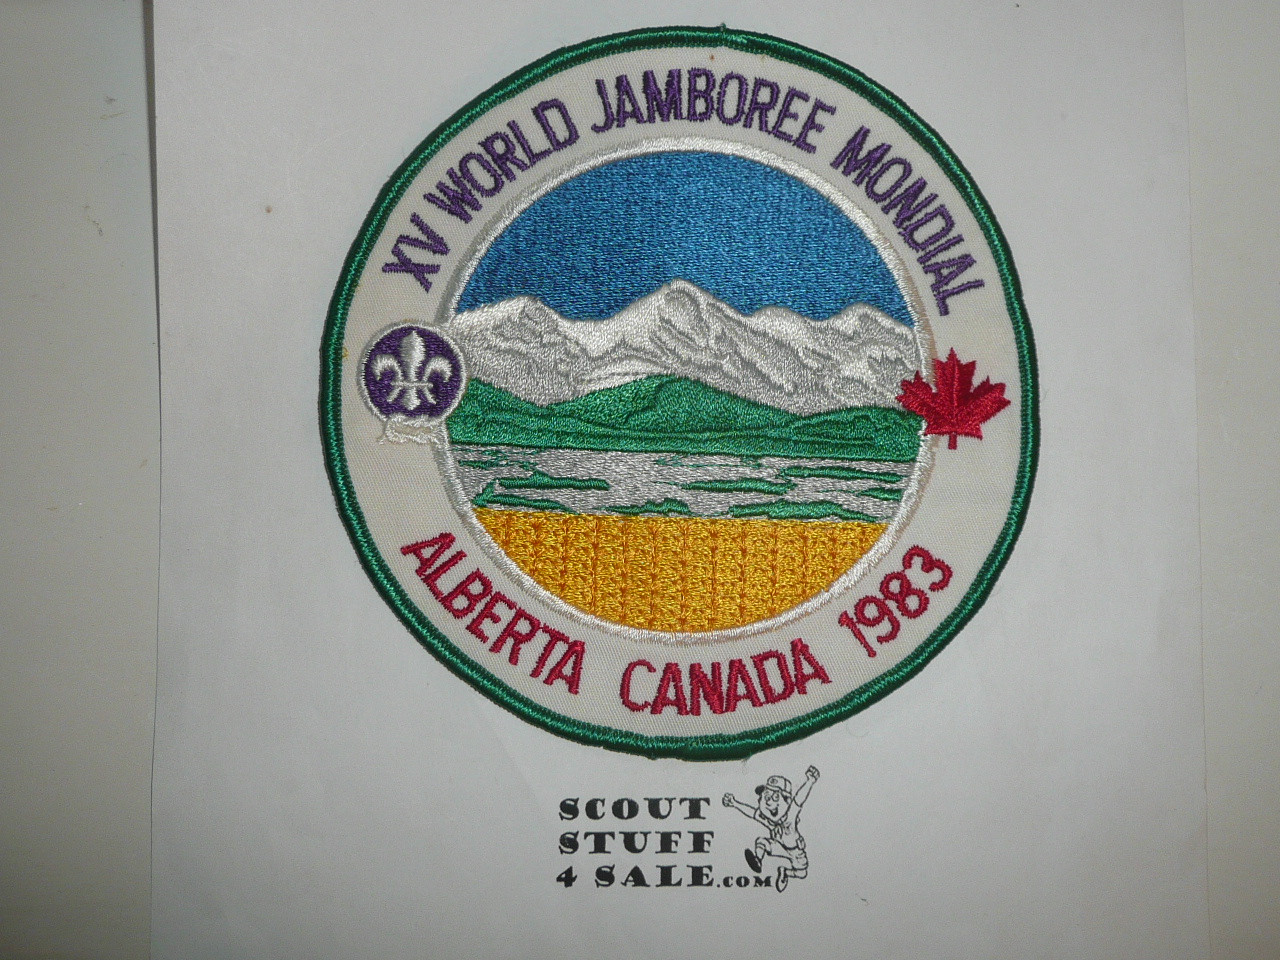 XV WORLD JAMBOREE MONDIAL
ALBERTA CANADA 1983
SCOUT
STUFF
4 SALE.COM